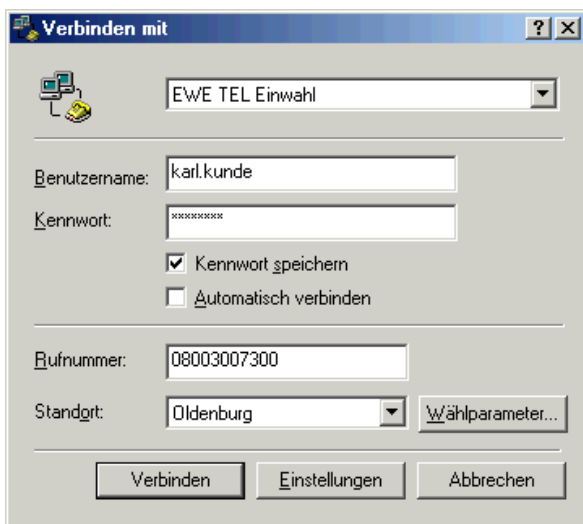 Verbinden mit
EWE TEL Einwahl
Benutzername: karl.kunde
Kennwort: ********
Kennwort speichern
Automatisch verbinden
Rufnummer: 08003007300
Standort: Oldenburg Wählparameter...
Verbinden Einstellungen Abbrechen